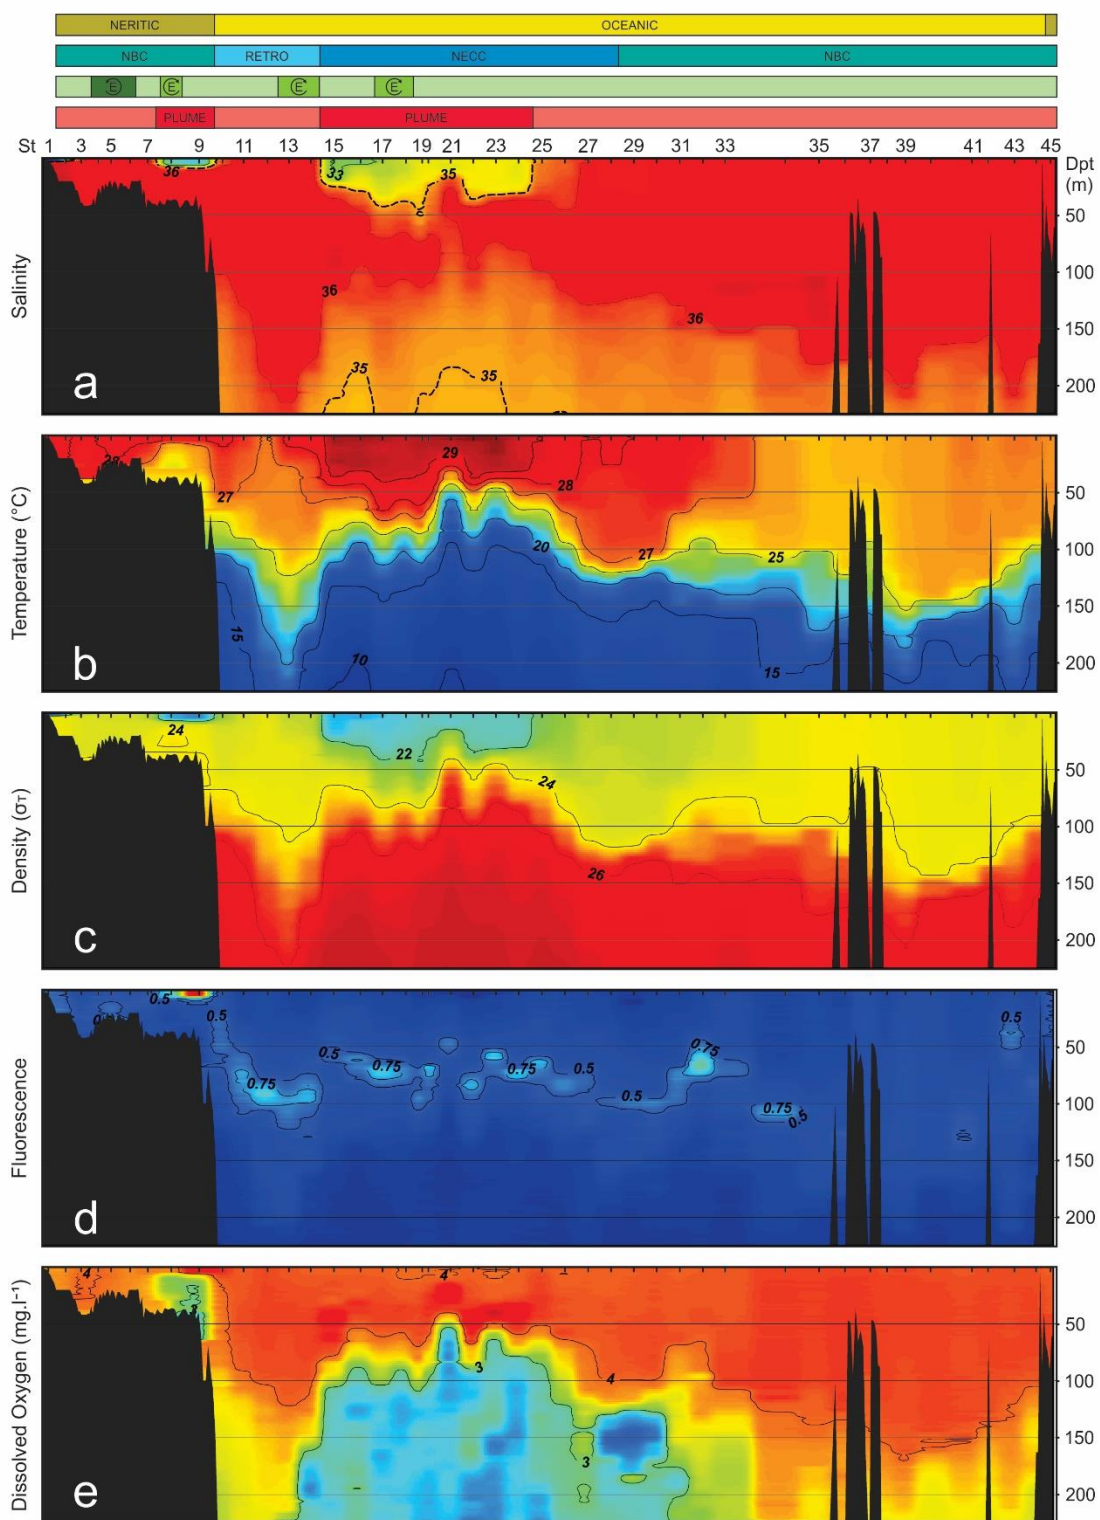 NERITIC OCEANIC
NBC RETRO NECC NBC
E E E E
PLUME PLUME
St 1 3 5 7 9 11 13 15 17 19 21 23 25 27 29 31 33 35 37 39 41 43 45
Dpt
(m)
36 33 35
50
100
36
36
150
35 35
200
Salinity
a
28 29
28
27
50
20 27 25
100
150
15 10 15
200
Temperature (°C)
b
24
22
50
24
100
26
150
200
Density (σT)
c
0.5
0.5 0.5
50
0.5 0.75 0.75 0.5 0.75
0.75 0.5 0.75 0.5
100
150
200
Fluorescence
d
4 4
3
50
3 4
100
150
3
200
Dissolved Oxygen (mg.l⁻¹)
e